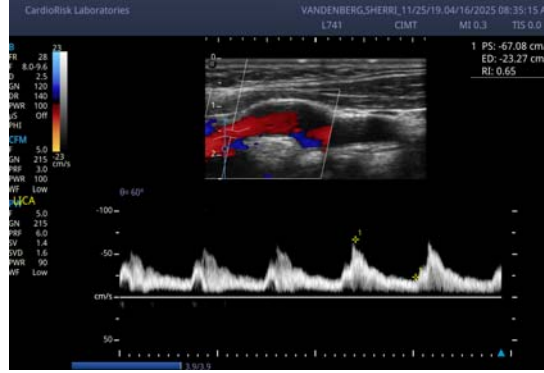 CardioRisk Laboratories
VANDENBERG,SHERRI_11/25/19.04/16/2025 08:35:15 A
L741 CIMT MI 0.3 TIS 0.0
B
FR 28
F 8.0-9.6
D 2.5
GN 120
DR 140
PWR 100
µS Off
PHI
CFM
F 5.0
GN 215
PRF 3.0
PWR 100
WF Low
F 5.0
GN 215
PRF 6.0
SV 1.4
SVD 1.6
PWR 90
WF Low
LICA
23
-23
cm/s
1 PS: -67.08 cm/
ED: -23.27 cm/
RI: 0.65
1
2
θ= 60°
-100
-50
cm/s
50
1
3.9/3.9